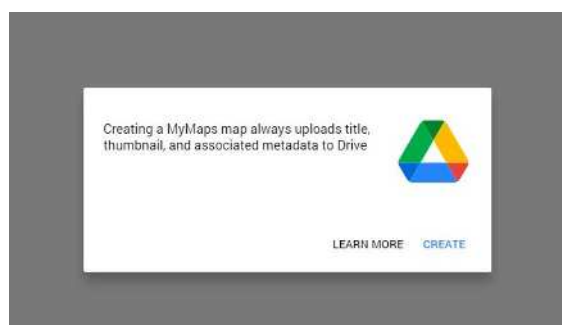 Creating a MyMaps map always uploads title,
thumbnail, and associated metadata to Drive
LEARN MORE CREATE